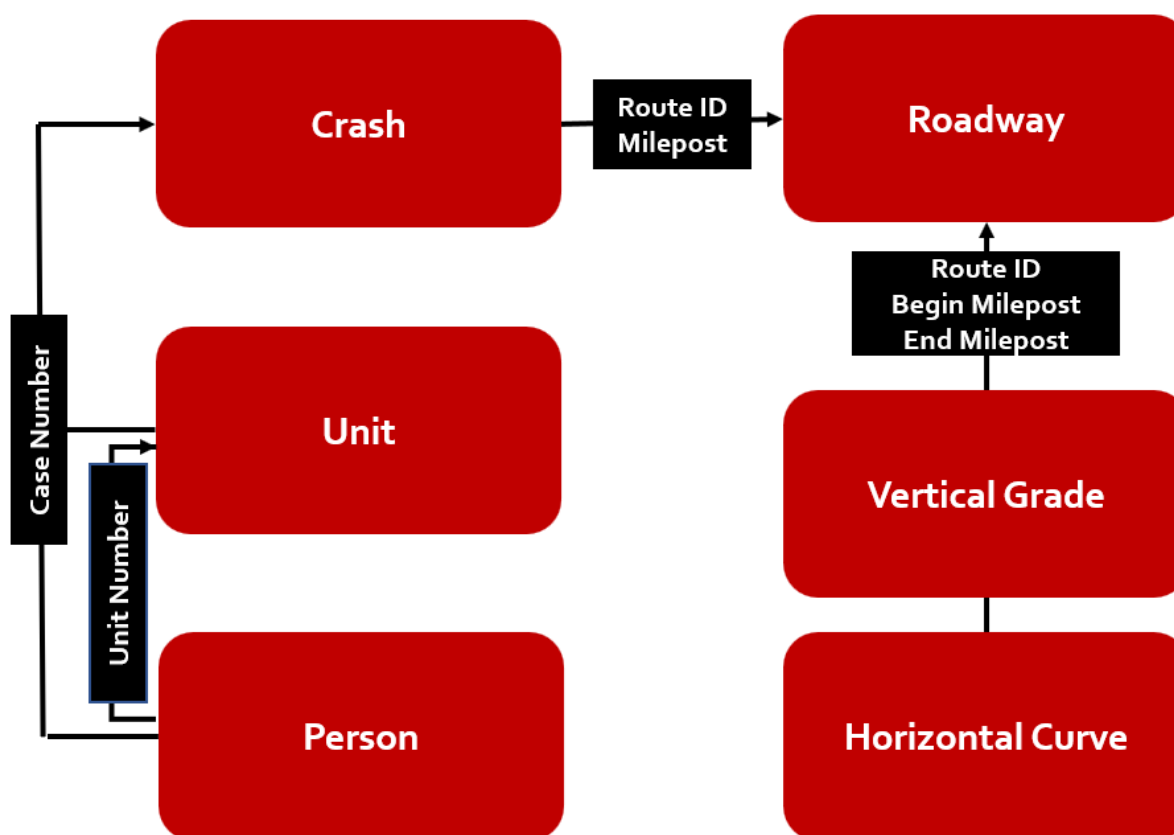 Crash
Route ID
Milepost
Roadway
Route ID
Begin Milepost
End Milepost
Case Number
Unit
Unit Number
Vertical Grade
Person
Horizontal Curve